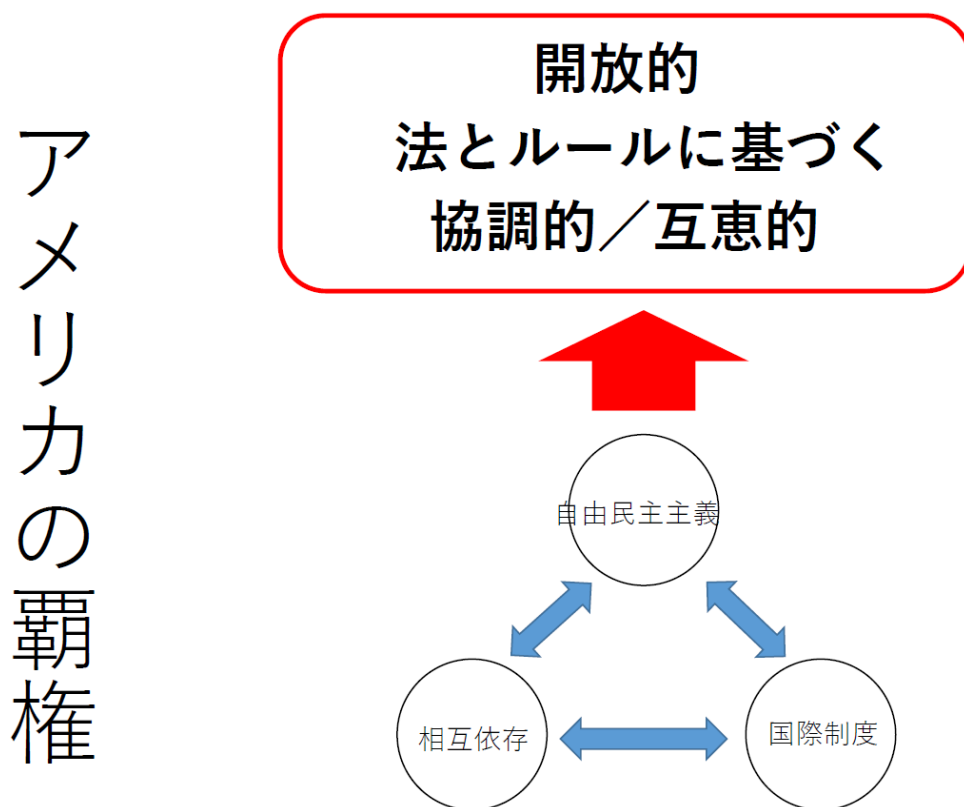 アメリカの覇権
開放的
法とルールに基づく
協調的／互恵的
自由民主主義
相互依存
国際制度